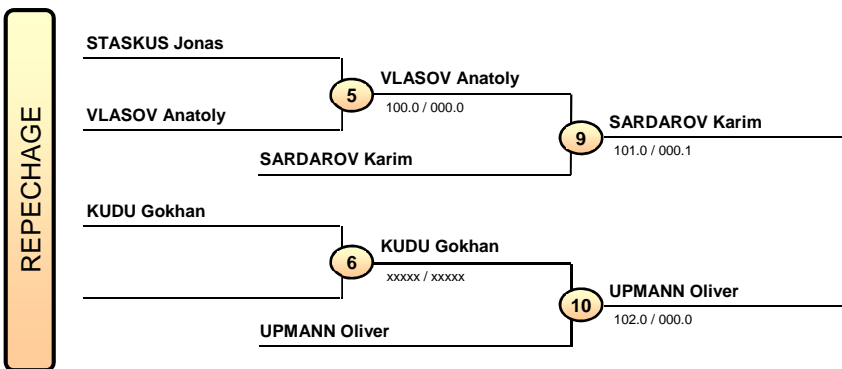 REPECHAGE
STASKUS Jonas
VLASOV Anatoly
5
VLASOV Anatoly
100.0 / 000.0
SARDAROV Karim
9
SARDAROV Karim
101.0 / 000.1
KUDU Gokhan
6
KUDU Gokhan
xxxxx / xxxxx
UPMANN Oliver
10
UPMANN Oliver
102.0 / 000.0